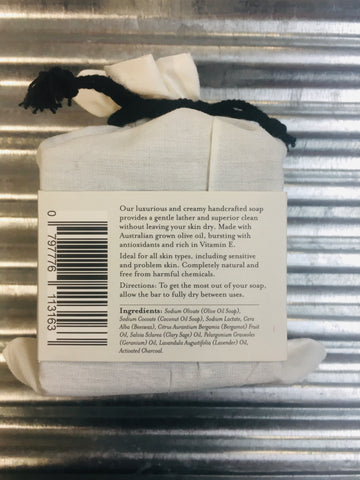 Our luxurious and creamy handcrafted soap
provides a gentle lather and superior clean
without leaving your skin dry. Made with
Australian grown olive oil, bursting with
antioxidants and rich in Vitamin E.
Ideal for all skin types, including sensitive
and problem skin. Completely natural and
free from harmful chemicals.
Directions: To get the most out of your soap,
allow the bar to fully dry between uses.
Ingredients: Sodium Olivate (Olive Oil Soap),
Sodium Cocoate (Coconut Oil Soap), Sodium Lactate, Cera
Alba (Beeswax), Citrus Aurantium Bergamia (Bergamot) Fruit
Oil, Salvia Sclarea (Clary Sage) Oil, Pelargonium Graveolens
(Geranium) Oil, Lavandula Augustifolia (Lavender) Oil,
Activated Charcoal.
0 797776 113163